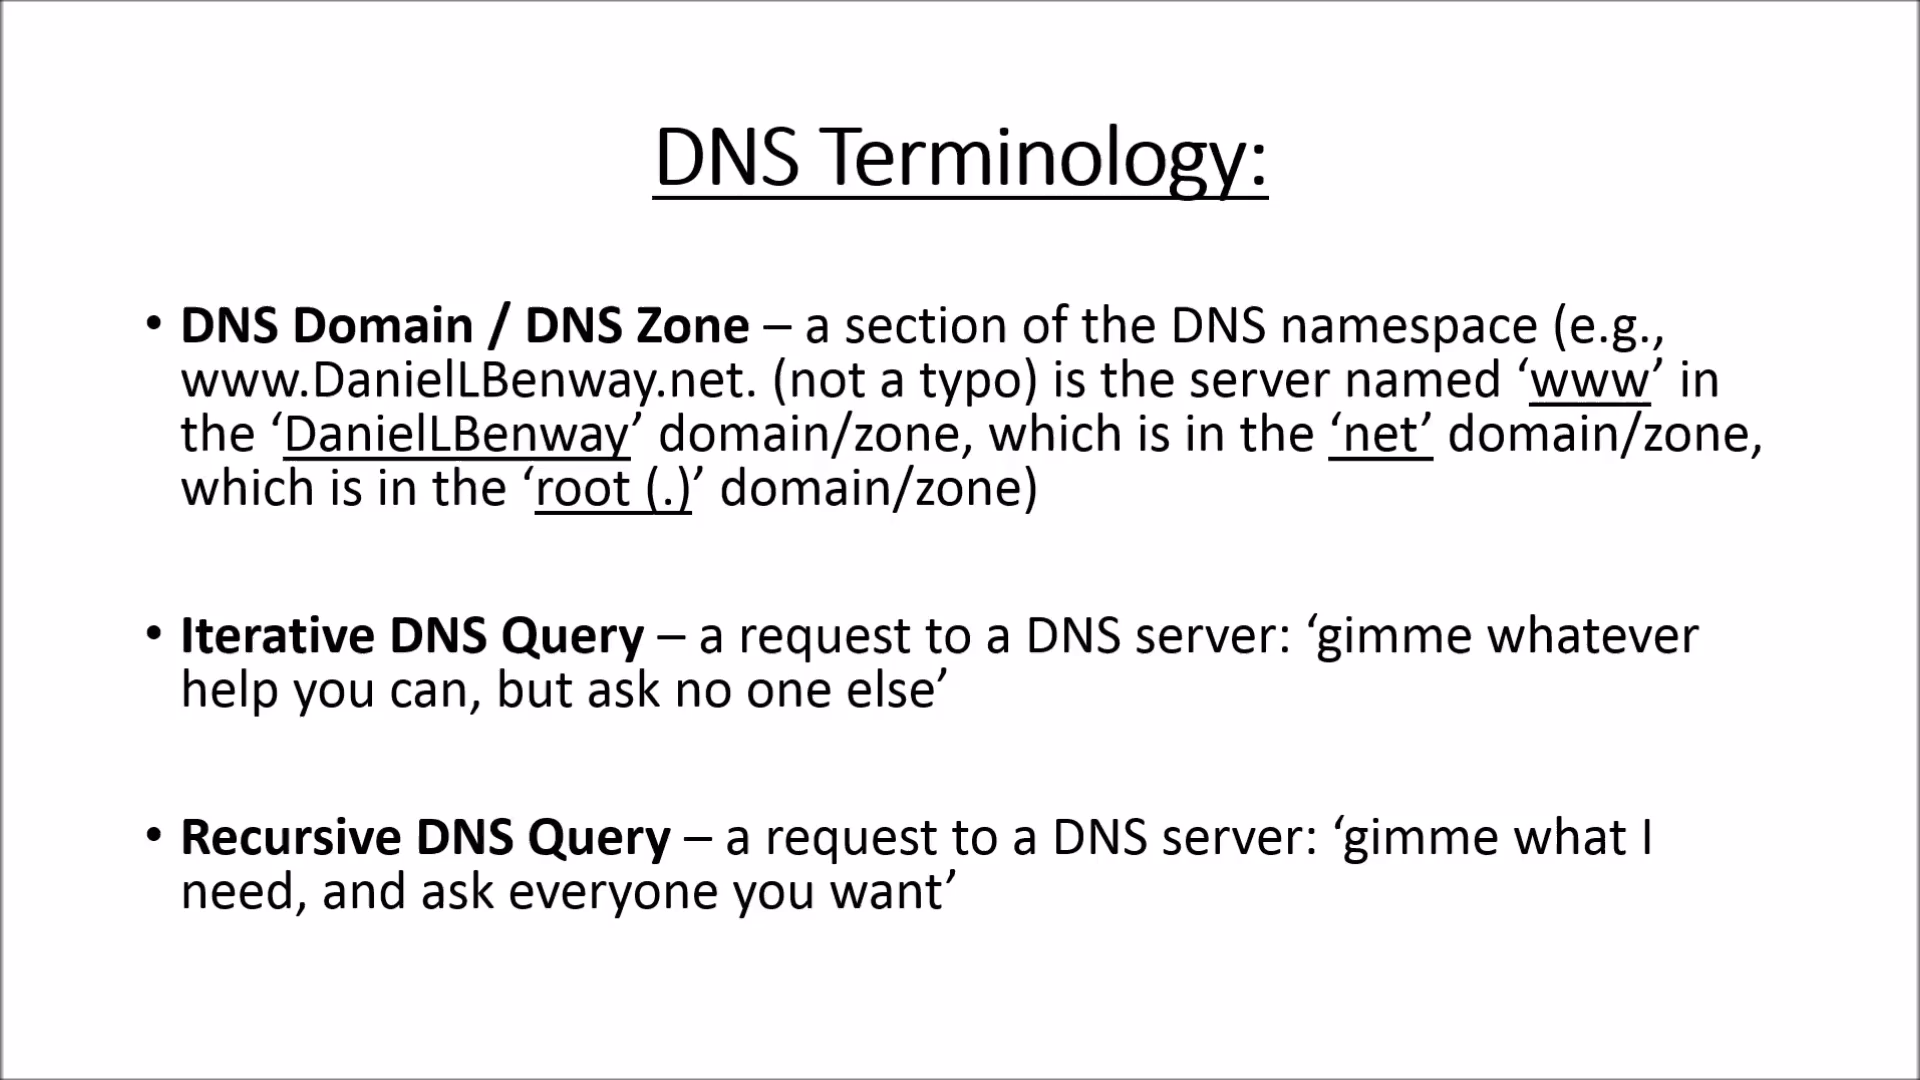 DNS Terminology:
• DNS Domain / DNS Zone – a section of the DNS namespace (e.g.,
www.DanielLBenway.net. (not a typo) is the server named ‘www’ in
the ‘DanielLBenway’ domain/zone, which is in the ‘net’ domain/zone,
which is in the ‘root (.)’ domain/zone)
• Iterative DNS Query – a request to a DNS server: ‘gimme whatever
help you can, but ask no one else’
• Recursive DNS Query – a request to a DNS server: ‘gimme what I
need, and ask everyone you want’